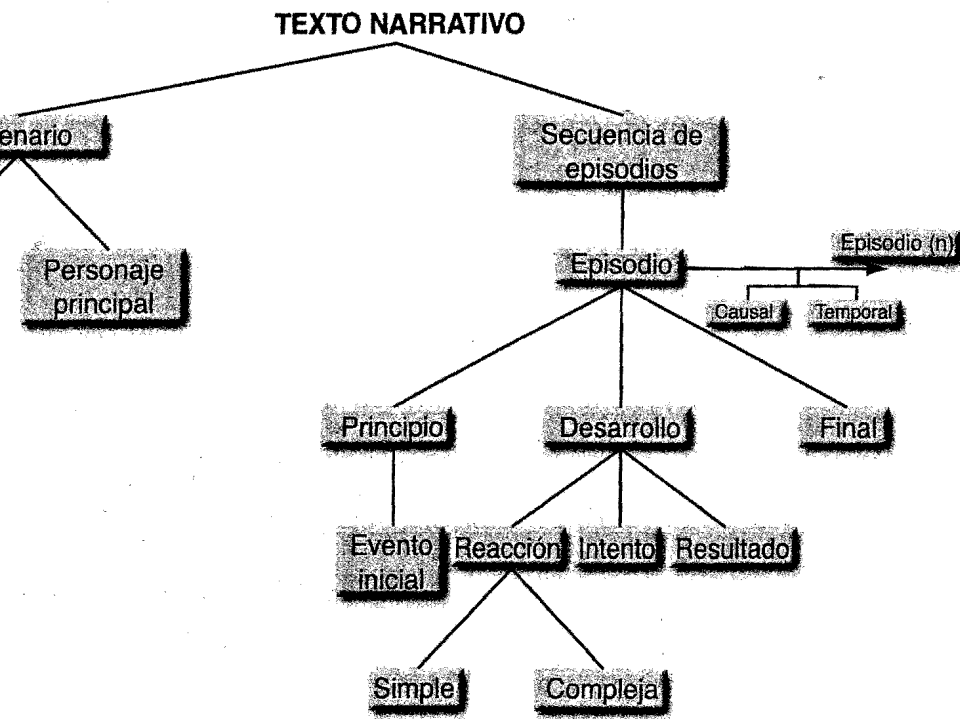 TEXTO NARRATIVO
enario
Secuencia de
episodios
Personaje
principal
Episodio
Episodio (n)
Causal
Temporal
Principio
Desarrollo
Final
Evento
inicial
Reacción
Intento
Resultado
Simple
Compleja